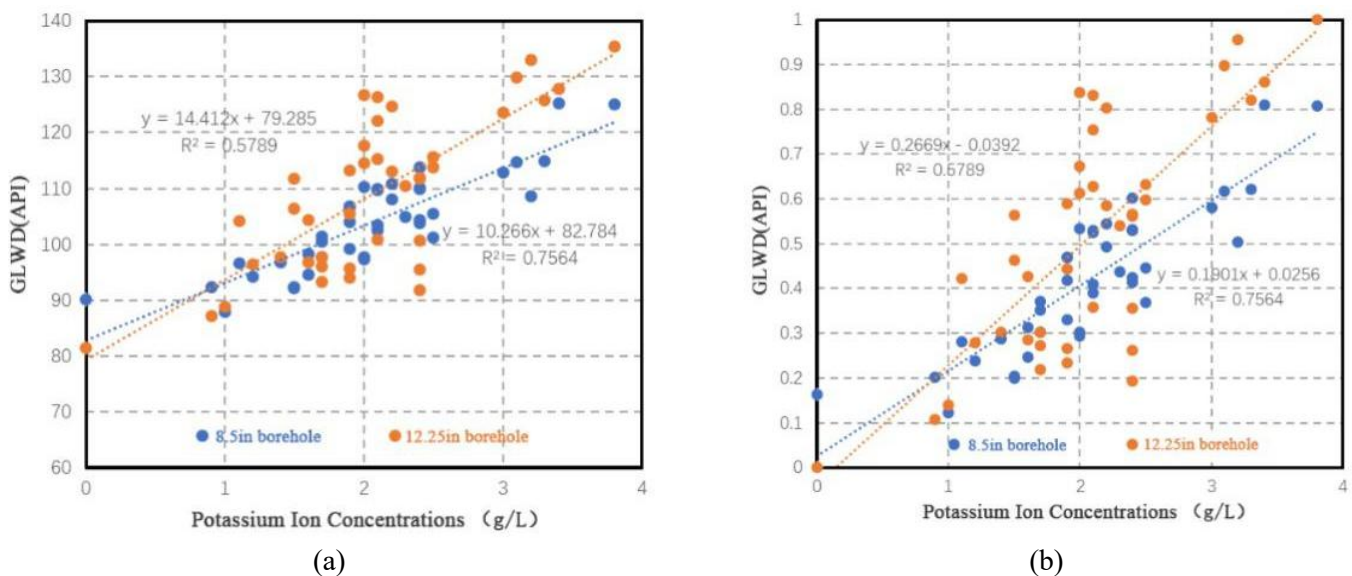 140
130
120
110
100
90
80
70
60
GLWD(API)
y = 14.412x + 79.285
R² = 0.5789
10.266x + 82.784
R² = 0.7564
8.5in borehole
12.25in borehole
0
1
2
3
4
Potassium Ion Concentrations （g/L）
(a)
1
0.9
0.8
0.7
0.6
0.5
0.4
0.3
0.2
0.1
0
GLWD(API)
y = 0.2669x - 0.0392
R² = 0.5789
y = 0.1901x + 0.0256
R² = 0.7564
8.5in borehole
12.25in borehole
0
1
2
3
4
Potassium Ion Concentrations （g/L）
(b)